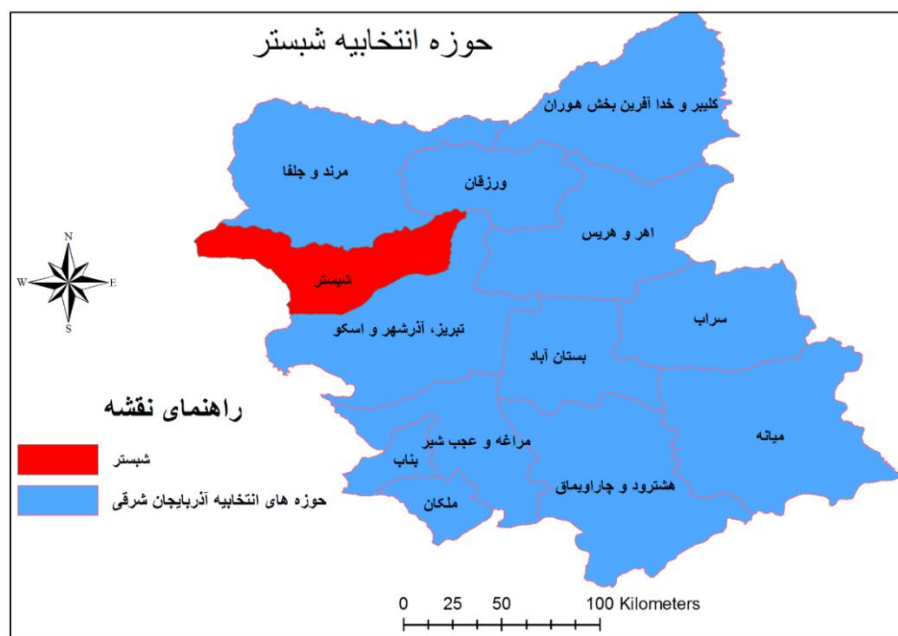 حوزه انتخابیه شبستر
کلیبر و خدا آفرین بخش هوران
مرند و جلفا
ورزقان
اهر و هریس
شبستر
سراب
تبریز، آذرشهر و اسکو
بستان آباد
میانه
مراغه و عجب شیر
بناب
هشترود و چاراویماق
ملکان
N
W
E
S
راهنمای نقشه
شبستر
حوزه های انتخابیه آذربایجان شرقی
0 25 50 100 Kilometers